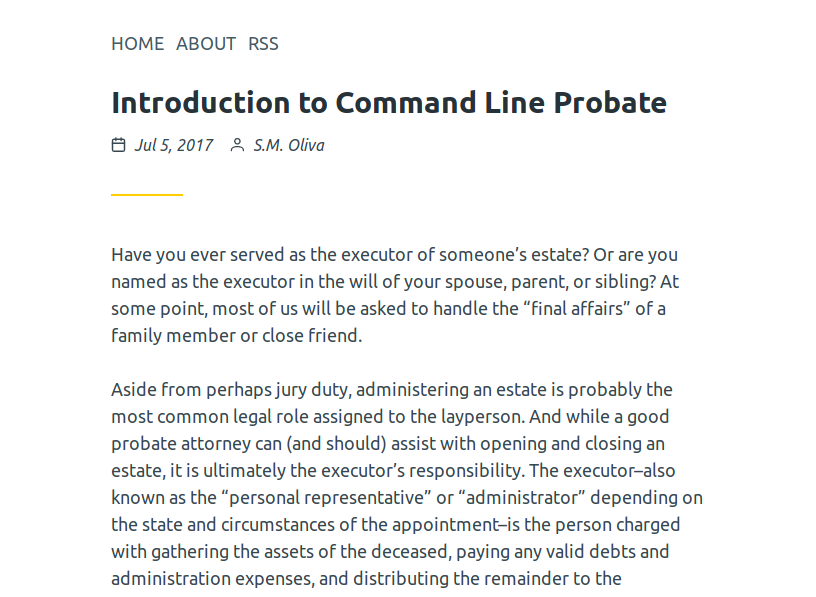 HOME ABOUT RSS
Introduction to Command Line Probate
Jul 5, 2017 S.M. Oliva
Have you ever served as the executor of someone’s estate? Or are you
named as the executor in the will of your spouse, parent, or sibling? At
some point, most of us will be asked to handle the “final affairs” of a
family member or close friend.
Aside from perhaps jury duty, administering an estate is probably the
most common legal role assigned to the layperson. And while a good
probate attorney can (and should) assist with opening and closing an
estate, it is ultimately the executor’s responsibility. The executor–also
known as the “personal representative” or “administrator” depending on
the state and circumstances of the appointment–is the person charged
with gathering the assets of the deceased, paying any valid debts and
administration expenses, and distributing the remainder to the